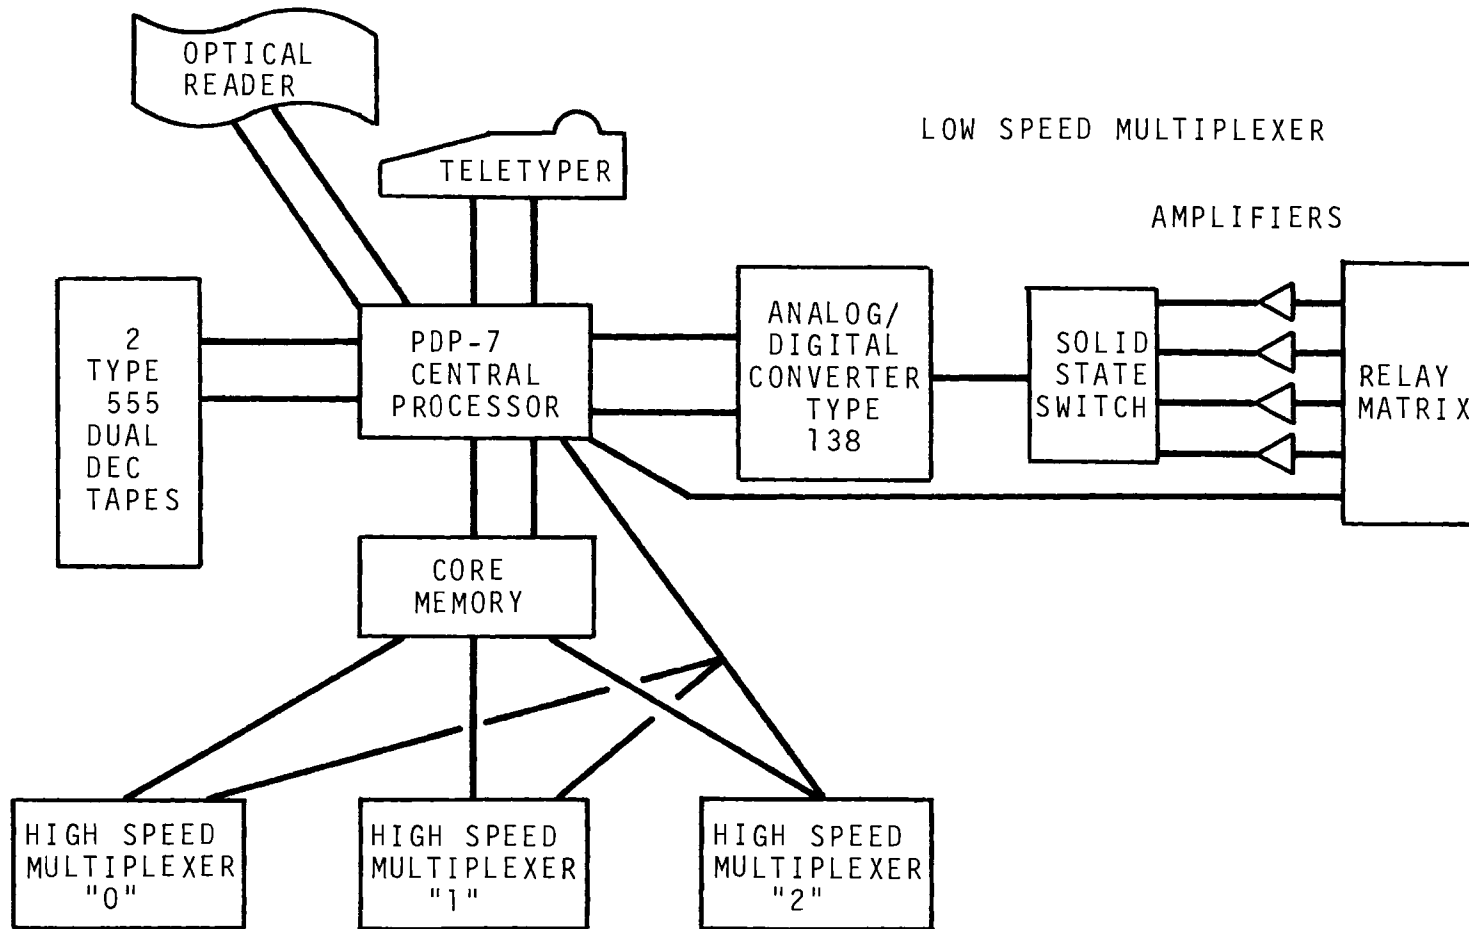 OPTICAL
READER
TELETYPER
LOW SPEED MULTIPLEXER
AMPLIFIERS
2
TYPE
555
DUAL
DEC
TAPES
PDP-7
CENTRAL
PROCESSOR
ANALOG/
DIGITAL
CONVERTER
TYPE
138
SOLID
STATE
SWITCH
RELAY
MATRIX
CORE
MEMORY
HIGH SPEED
MULTIPLEXER
"0"
HIGH SPEED
MULTIPLEXER
"1"
HIGH SPEED
MULTIPLEXER
"2"